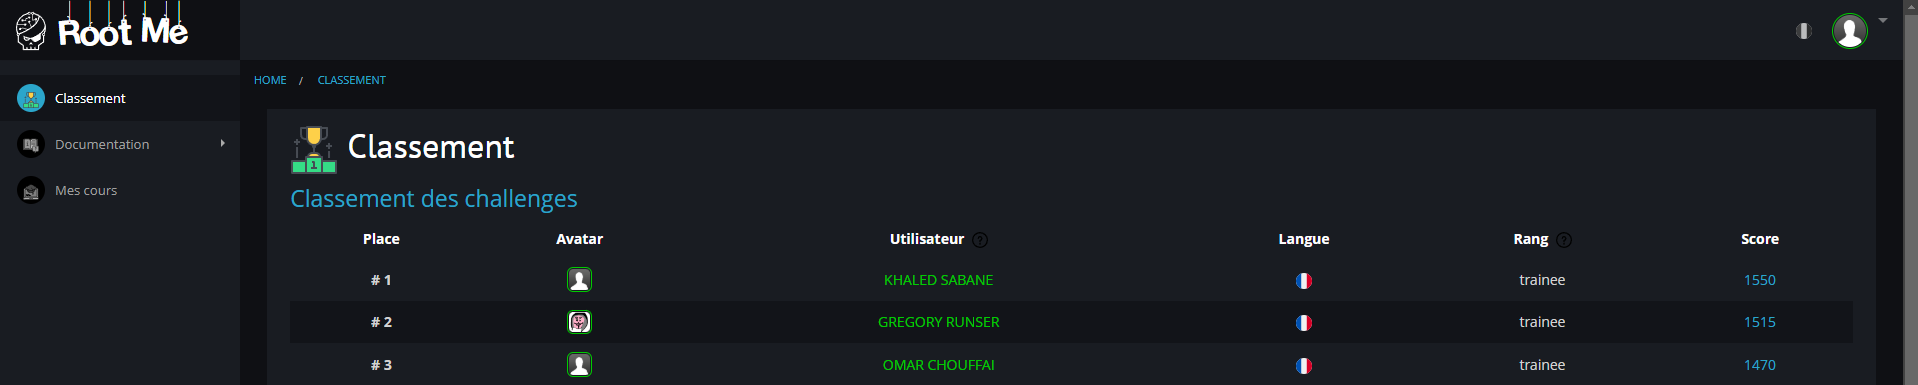 Root Me
HOME / CLASSEMENT
Classement
Documentation
Mes cours
Classement
Classement des challenges
Place Avatar Utilisateur ? Langue Rang ? Score
# 1 KHALED SABANE trainee 1550
# 2 GREGORY RUNSER trainee 1515
# 3 OMAR CHOUFFAI trainee 1470